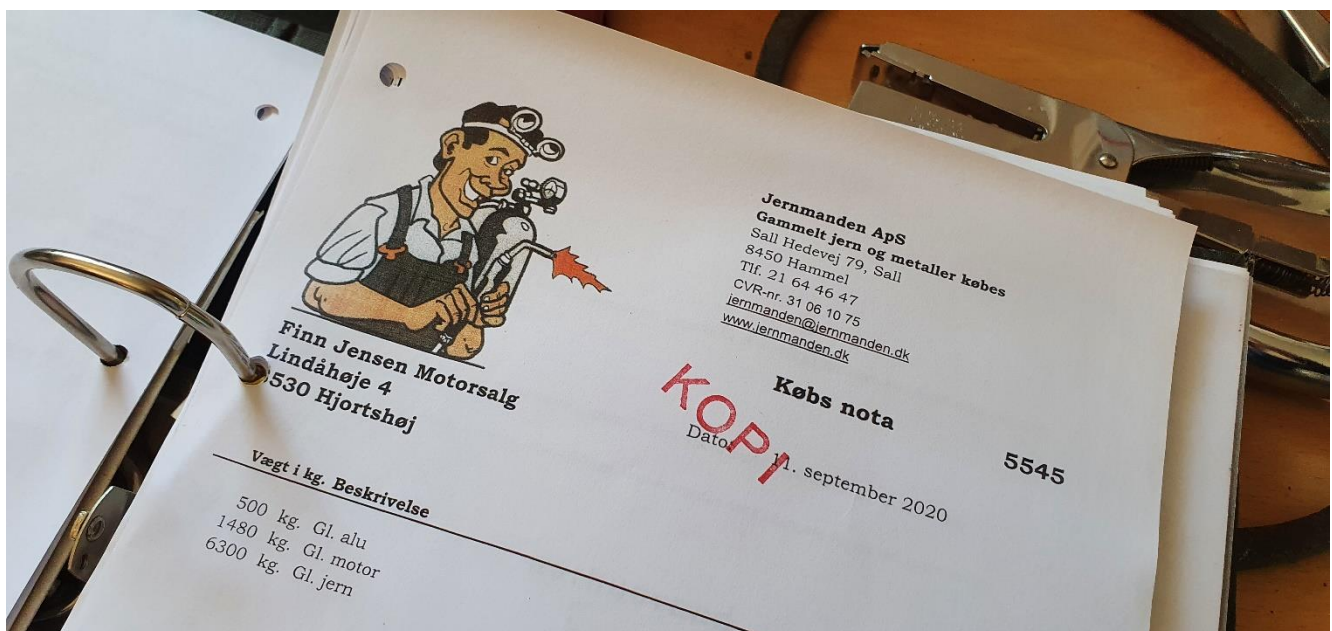 Jernmanden ApS
Gammelt jern og metaller købes
Sall Hedevej 79, Sall
8450 Hammel
Tlf. 21 64 46 47
CVR-nr. 31 06 10 75
jernmanden@jernmanden.dk
www.jernmanden.dk
Finn Jensen Motorsalg
Lindåhøje 4
530 Hjortshøj
Købs nota
KOPI
5545
Dato. 11. september 2020
Vægt i kg. Beskrivelse
500 kg. Gl. alu
1480 kg. Gl. motor
6300 kg. Gl. jern